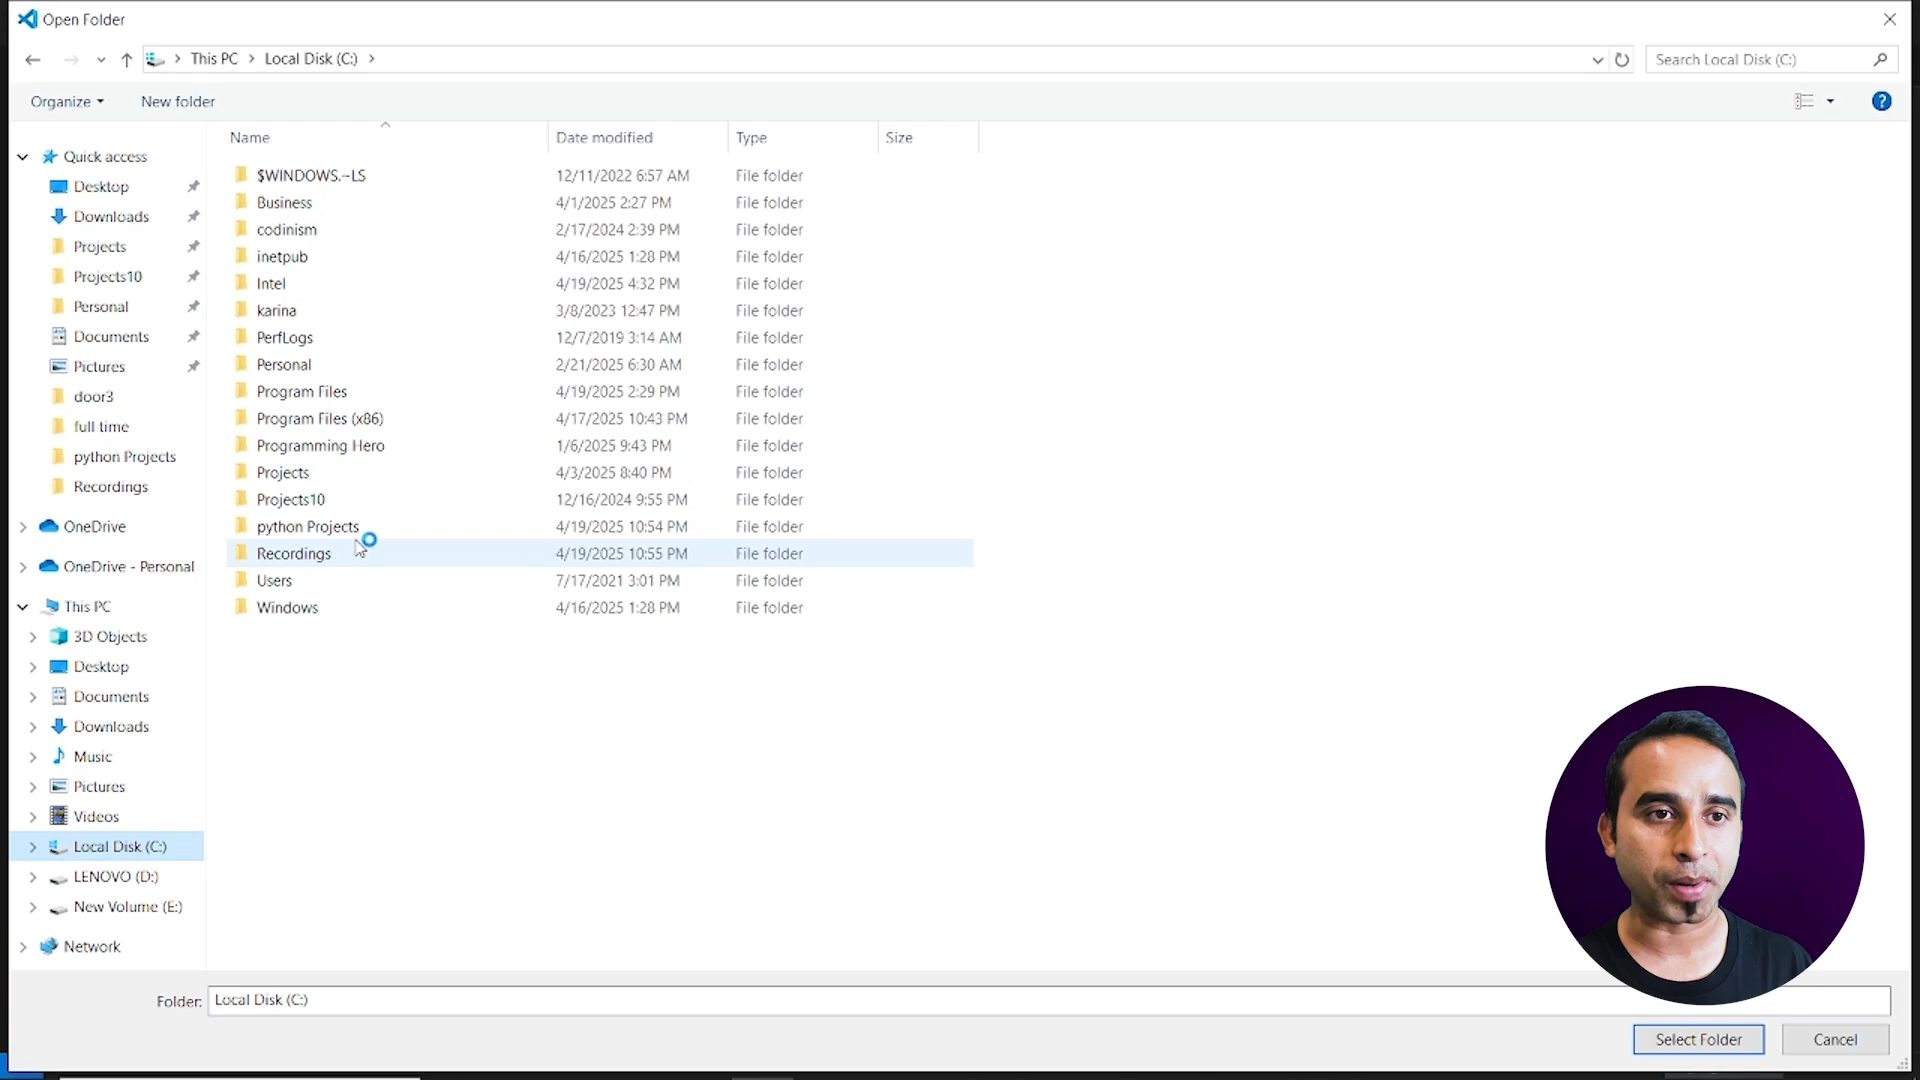 Open Folder
This PC > Local Disk (C:) >
Search Local Disk (C:)
Organize
New folder
Name
Date modified
Type
Size
Quick access
Desktop
Downloads
Projects
Projects10
Personal
Documents
Pictures
door3
full time
python Projects
Recordings
OneDrive
OneDrive - Personal
This PC
3D Objects
Desktop
Documents
Downloads
Music
Pictures
Videos
Local Disk (C:)
LENOVO (D:)
New Volume (E:)
Network
$WINDOWS.~LS 12/11/2022 6:57 AM File folder
Business 4/1/2025 2:27 PM File folder
codinism 2/17/2024 2:39 PM File folder
inetpub 4/16/2025 1:28 PM File folder
Intel 4/19/2025 4:32 PM File folder
karina 3/8/2023 12:47 PM File folder
PerfLogs 12/7/2019 3:14 AM File folder
Personal 2/21/2025 6:30 AM File folder
Program Files 4/19/2025 2:29 PM File folder
Program Files (x86) 4/17/2025 10:43 PM File folder
Programming Hero 1/6/2025 9:43 PM File folder
Projects 4/3/2025 8:40 PM File folder
Projects10 12/16/2024 9:55 PM File folder
python Projects 4/19/2025 10:54 PM File folder
Recordings 4/19/2025 10:55 PM File folder
Users 7/17/2021 3:01 PM File folder
Windows 4/16/2025 1:28 PM File folder
Folder: Local Disk (C:)
Select Folder
Cancel